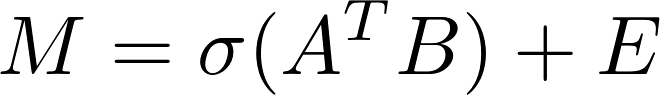 M = σ(A^T B) + E